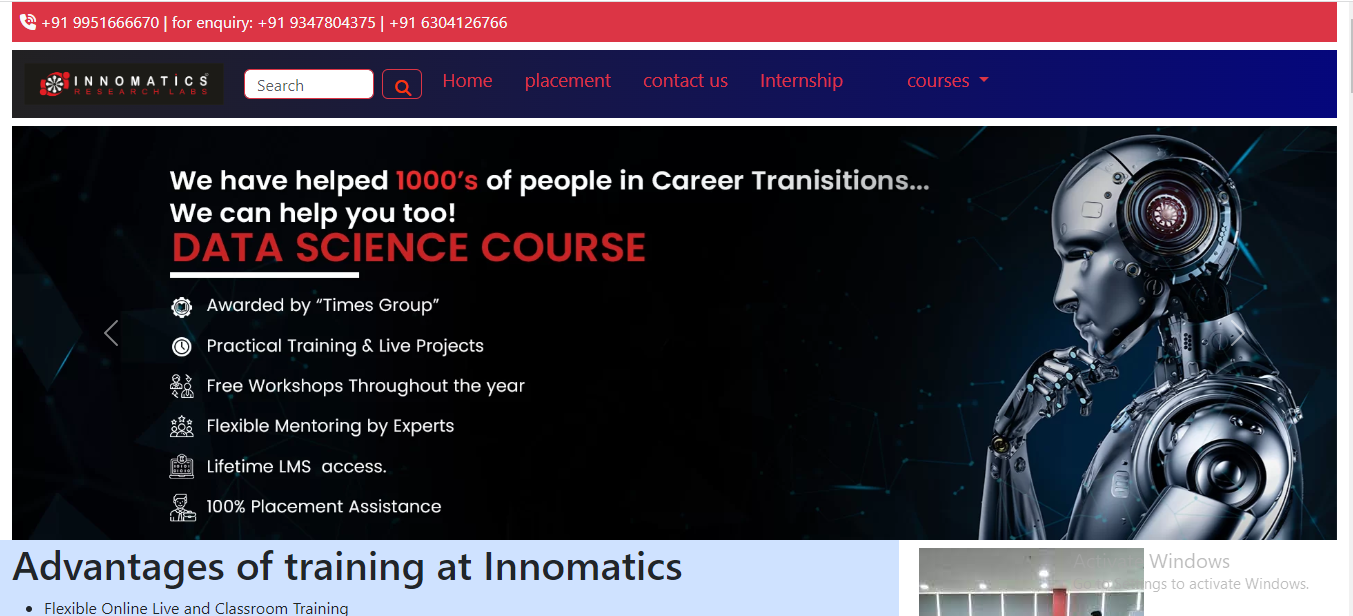 +91 9951666670 | for enquiry: +91 9347804375 | +91 6304126766
INNOMATICS
RESEARCH LABS
Search
Home
placement
contact us
Internship
courses
We have helped 1000's of people in Career Tranisitions...
We can help you too!
DATA SCIENCE COURSE
Awarded by “Times Group”
Practical Training & Live Projects
Free Workshops Throughout the year
Flexible Mentoring by Experts
Lifetime LMS access.
100% Placement Assistance
Advantages of training at Innomatics
Flexible Online Live and Classroom Training
Windows
to activate Windows.